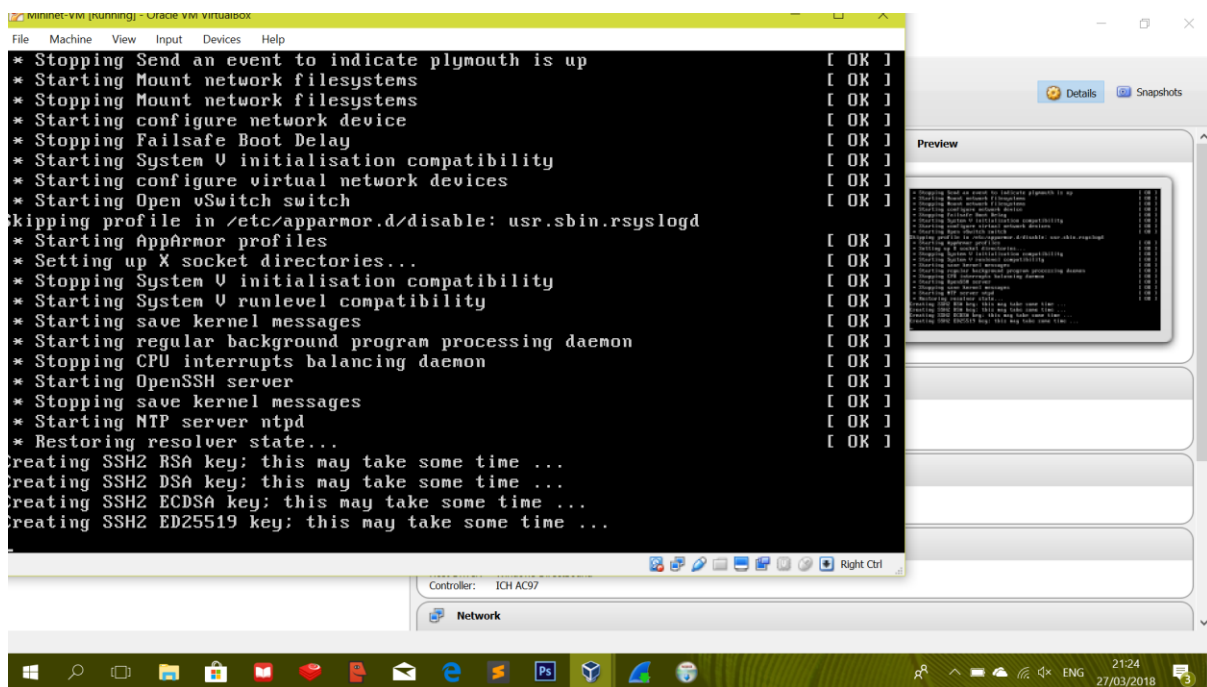 Mininet-VM [Running] - Oracle VM VirtualBox
File Machine View Input Devices Help
* Stopping Send an event to indicate plymouth is up [ OK ]
* Starting Mount network filesystems [ OK ]
* Stopping Mount network filesystems [ OK ]
* Starting configure network device [ OK ]
* Stopping Failsafe Boot Delay [ OK ]
* Starting System V initialisation compatibility [ OK ]
* Starting configure virtual network devices [ OK ]
* Starting Open vSwitch switch [ OK ]
Skipping profile in /etc/apparmor.d/disable: usr.sbin.rsyslogd
* Starting AppArmor profiles [ OK ]
* Setting up X socket directories... [ OK ]
* Stopping System V initialisation compatibility [ OK ]
* Starting System V runlevel compatibility [ OK ]
* Starting save kernel messages [ OK ]
* Starting regular background program processing daemon [ OK ]
* Stopping CPU interrupts balancing daemon [ OK ]
* Starting OpenSSH server [ OK ]
* Stopping save kernel messages [ OK ]
* Starting NTP server ntpd [ OK ]
* Restoring resolver state... [ OK ]
Creating SSH2 RSA key; this may take some time ...
Creating SSH2 DSA key; this may take some time ...
Creating SSH2 ECDSA key; this may take some time ...
Creating SSH2 ED25519 key; this may take some time ...
Right Ctrl
Details Snapshots
Preview
Controller: ICH AC97
Network
Ps
ENG
21:24
27/03/2018
3